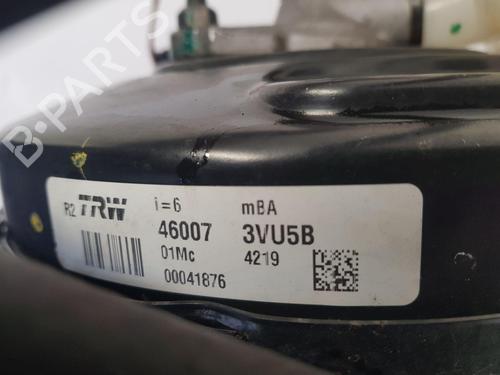 B-PARTS
R2 TRW i=6 mBA
46007 3VU5B
01Mc 4219
00041876